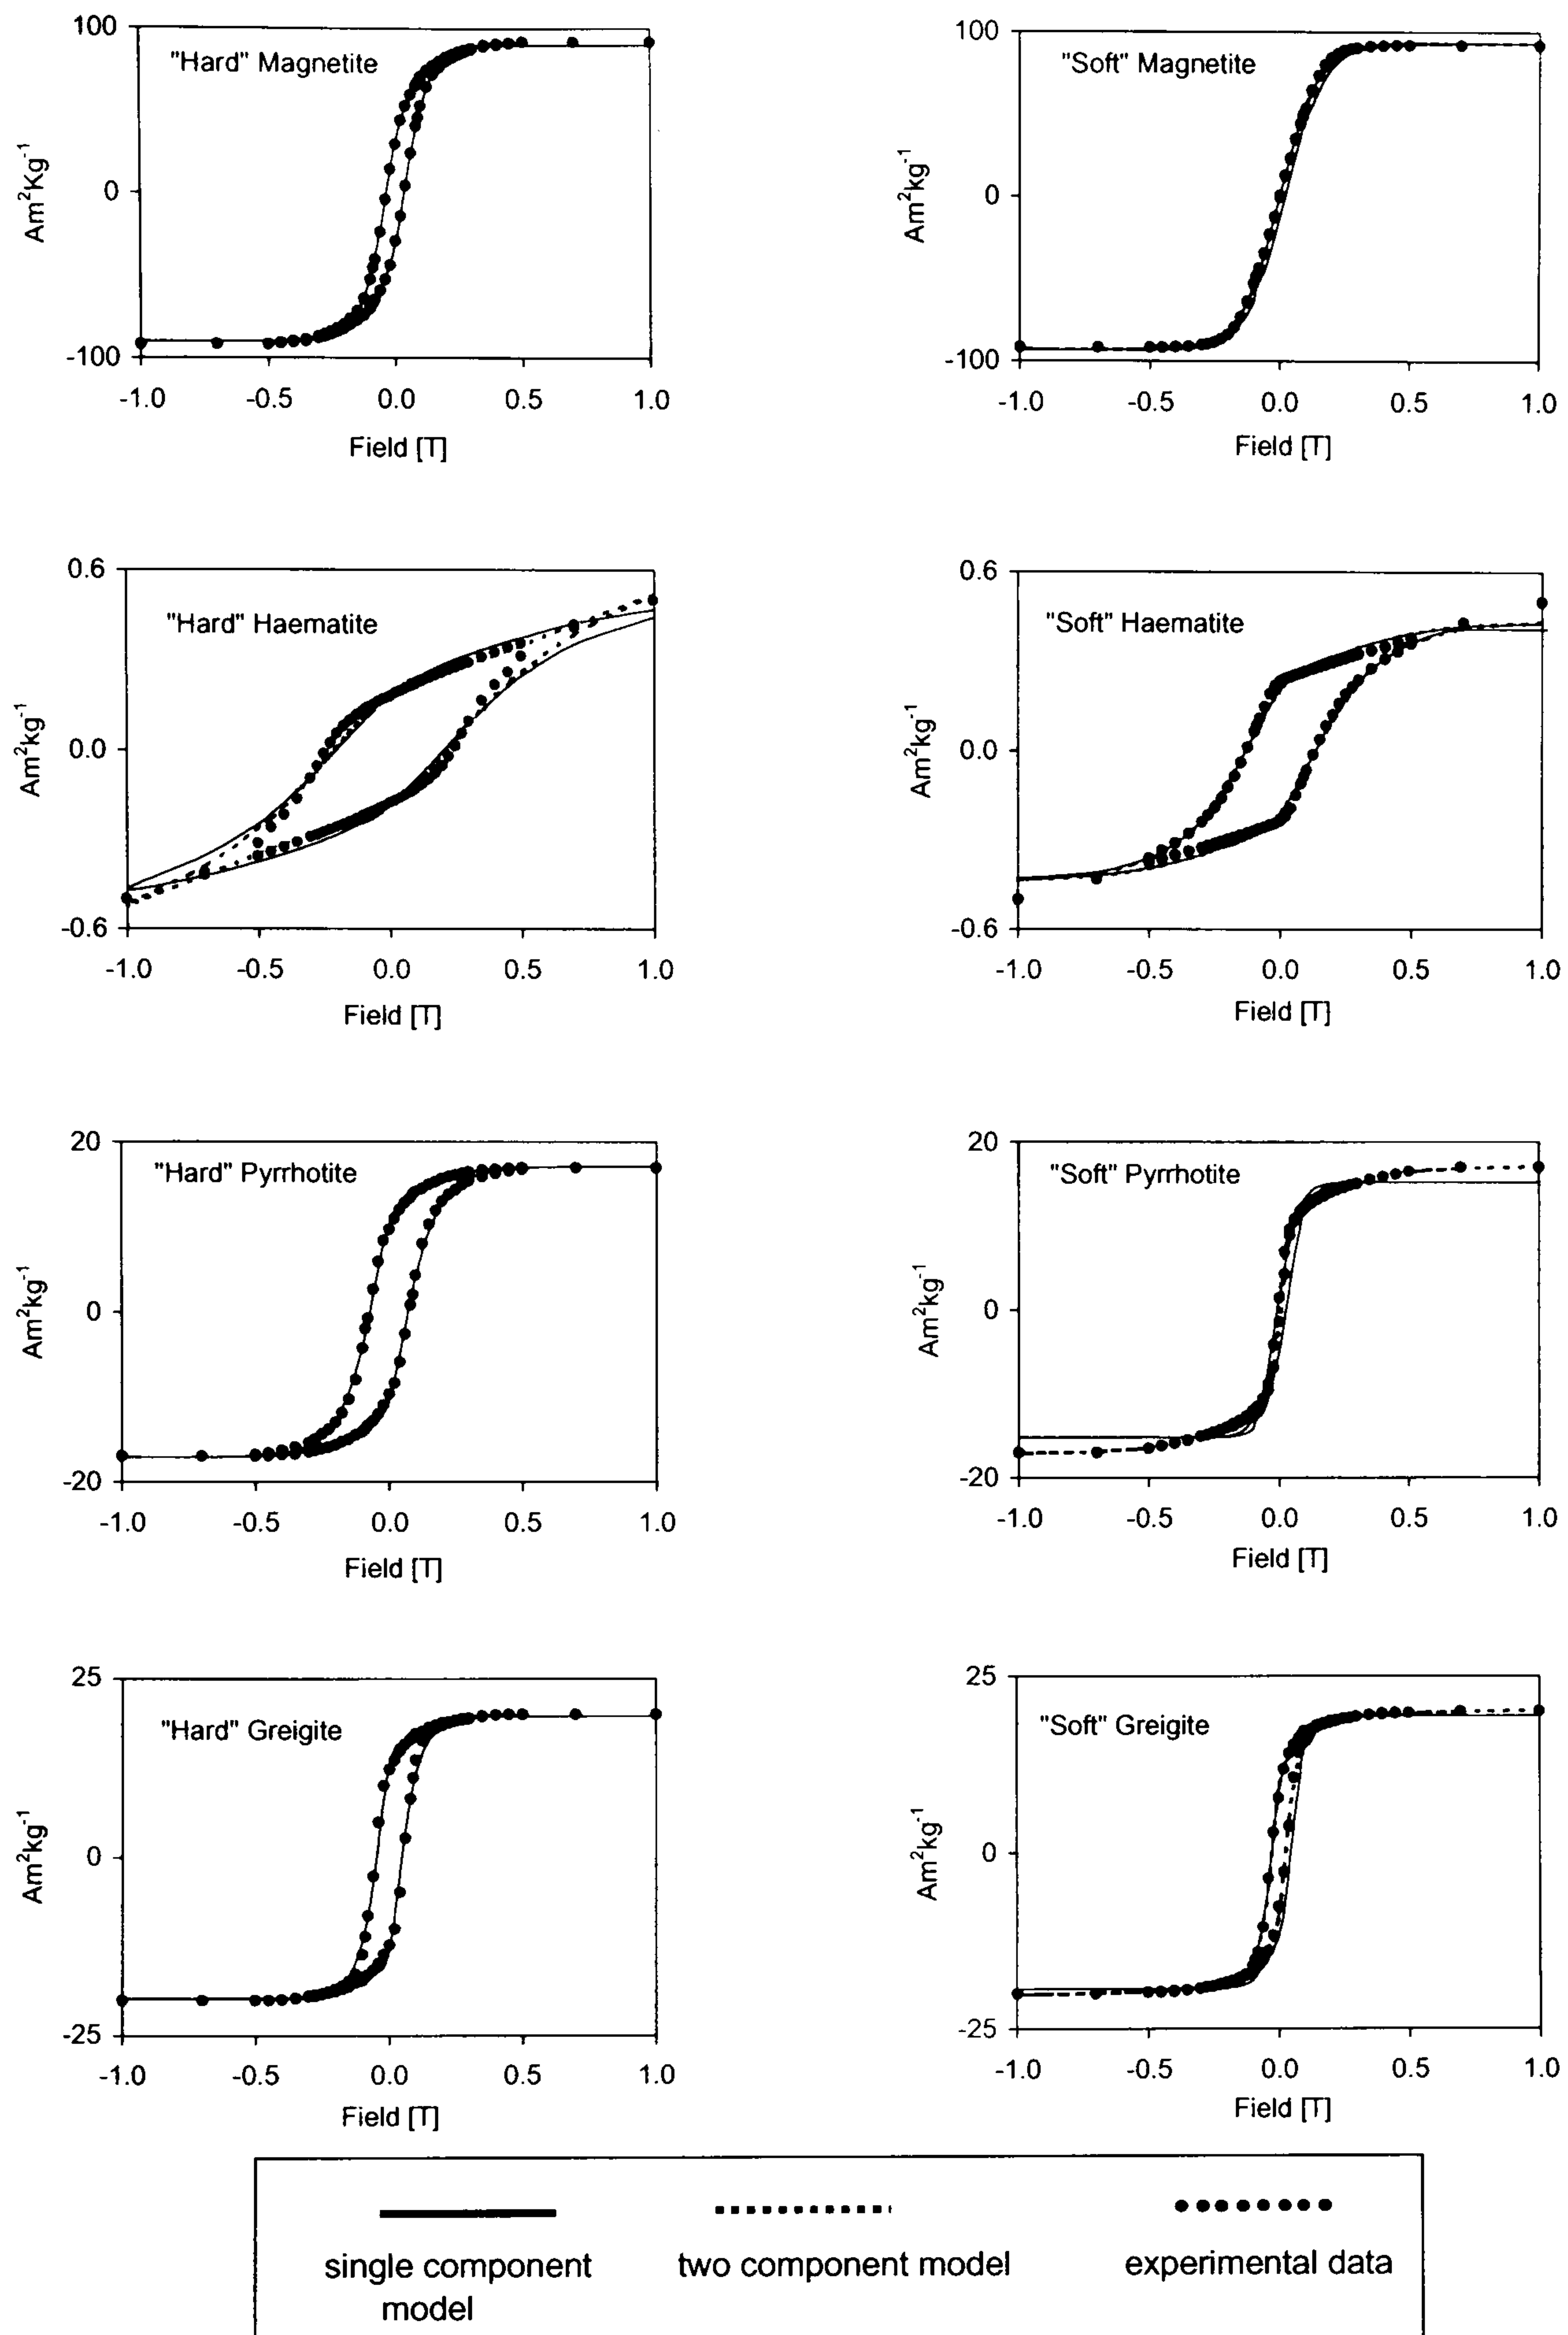 100
"Hard" Magnetite
Am²Kg⁻¹
0
-100
-1.0 -0.5 0.0 0.5 1.0
Field [T]
100
"Soft" Magnetite
Am²kg⁻¹
0
-100
-1.0 -0.5 0.0 0.5 1.0
Field [T]
0.6
"Hard" Haematite
Am²kg⁻¹
0.0
-0.6
-1.0 -0.5 0.0 0.5 1.0
Field [T]
0.6
"Soft" Haematite
Am²kg⁻¹
0.0
-0.6
-1.0 -0.5 0.0 0.5 1.0
Field [T]
20
"Hard" Pyrrhotite
Am²kg⁻¹
0
-20
-1.0 -0.5 0.0 0.5 1.0
Field [T]
20
"Soft" Pyrrhotite
Am²kg⁻¹
0
-20
-1.0 -0.5 0.0 0.5 1.0
Field [T]
25
"Hard" Greigite
Am²kg⁻¹
0
-25
-1.0 -0.5 0.0 0.5 1.0
Field [T]
25
"Soft" Greigite
Am²kg⁻¹
0
-25
-1.0 -0.5 0.0 0.5 1.0
Field [T]
single component
model
two component model
experimental data